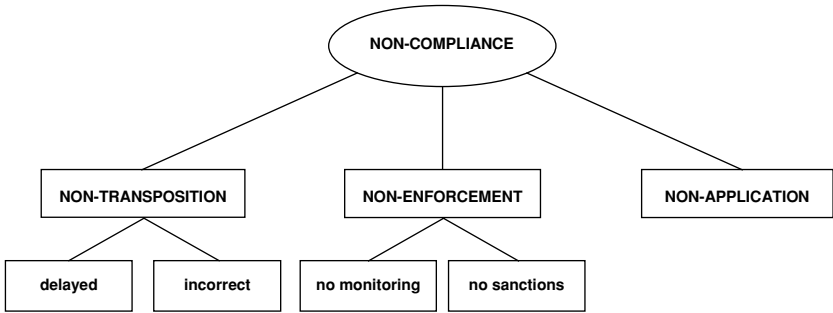 NON-COMPLIANCE
NON-TRANSPOSITION
NON-ENFORCEMENT
NON-APPLICATION
delayed
incorrect
no monitoring
no sanctions